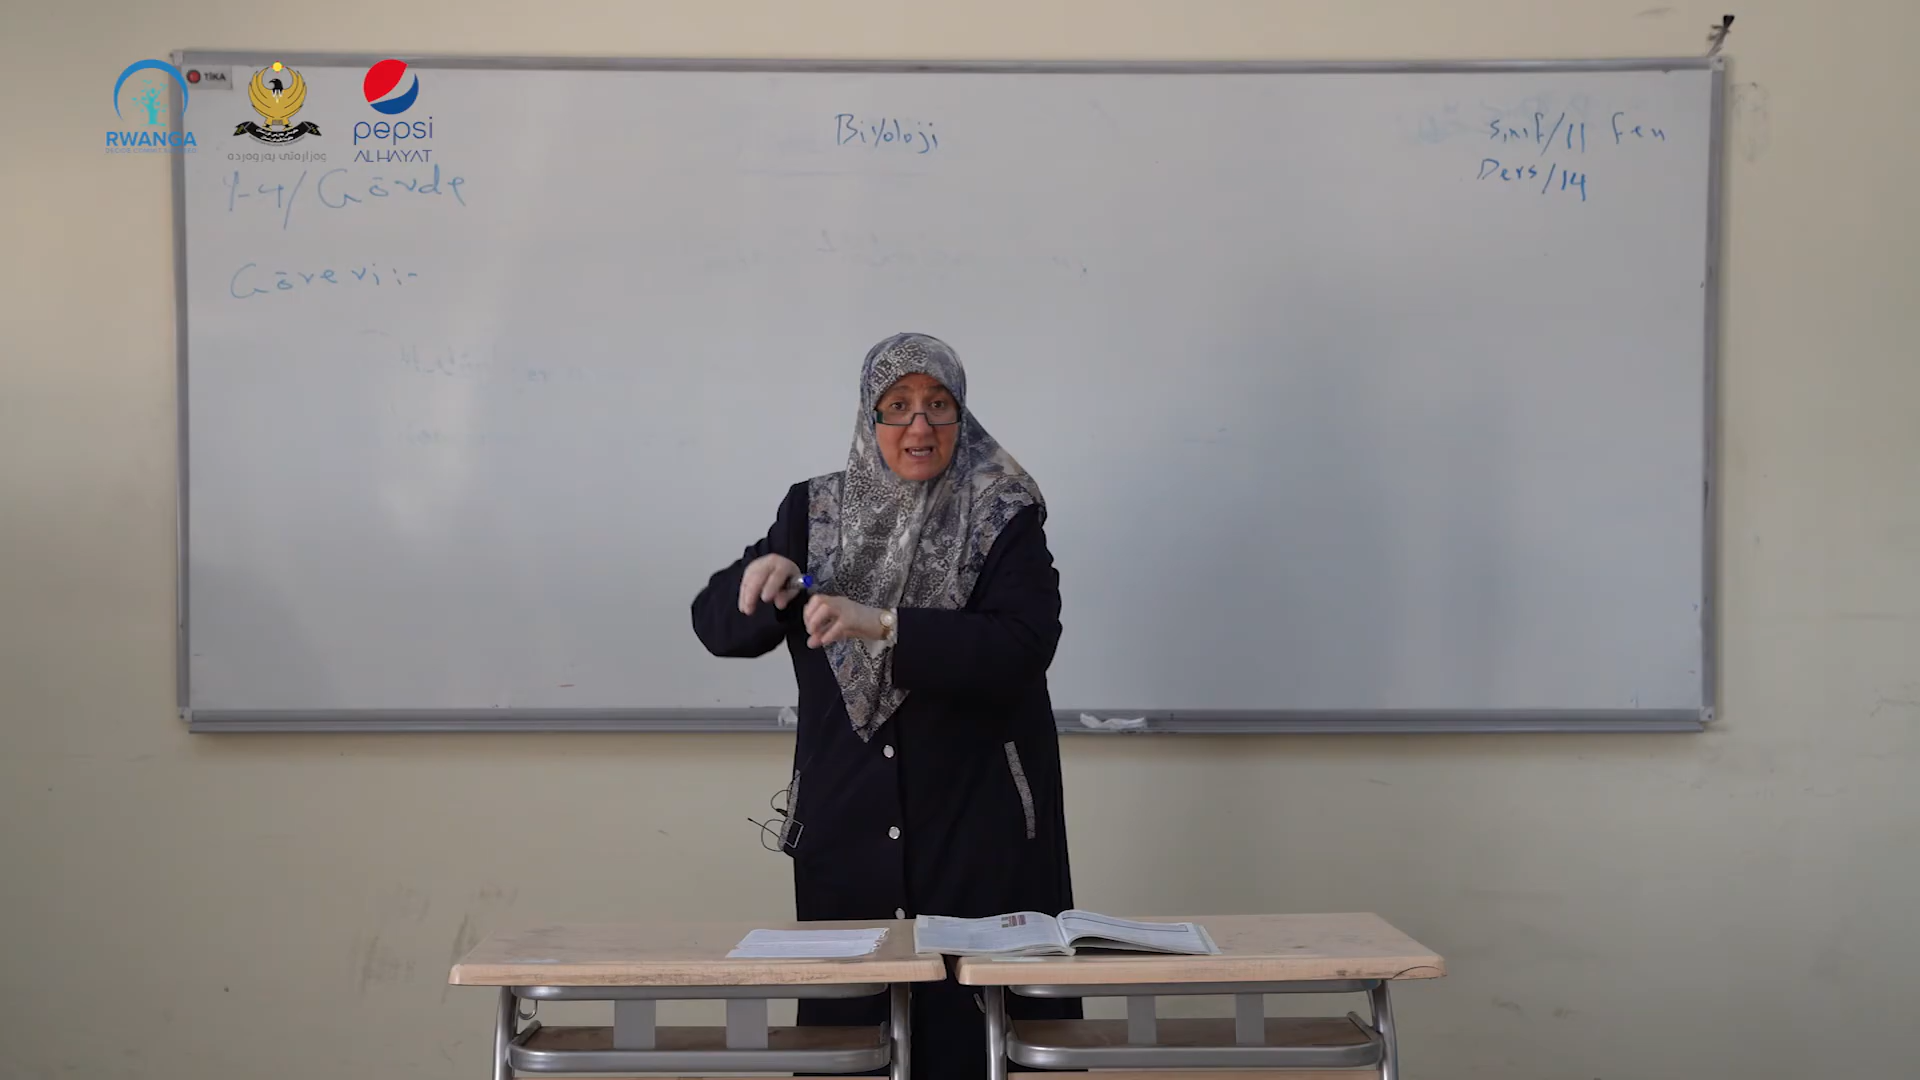 TİKA
RWANGA
وەزارەتی پەروەردە
pepsi
AL HAYAT
Biyoloji
Sınıf/11 Fen
Ders/14
1-4/Gövde
Görevi:-